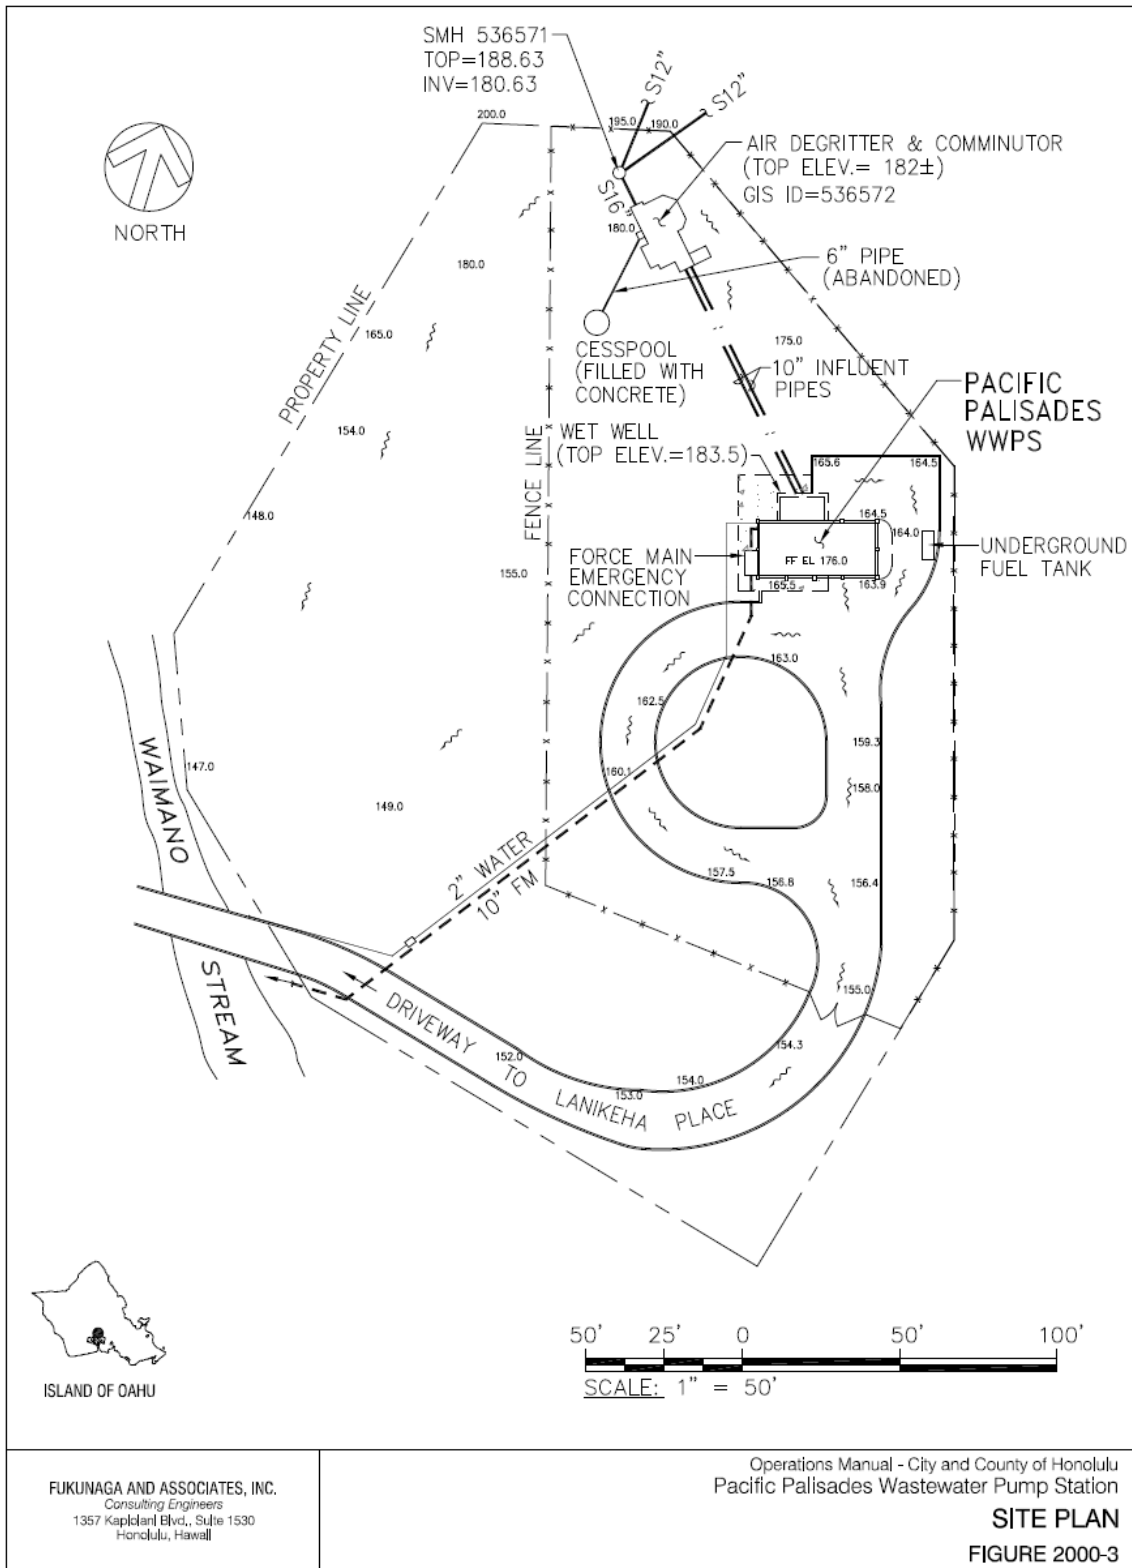 SMH 536571
TOP=188.63
INV=180.63
S12"
S12"
200.0
195.0
190.0
AIR DEGRITTER & COMMINUTOR
(TOP ELEV.= 182±)
GIS ID=536572
NORTH
S16"
180.0
180.0
6" PIPE
(ABANDONED)
PROPERTY LINE
165.0
175.0
CESSPOOL
(FILLED WITH
CONCRETE)
10" INFLUENT
PIPES
PACIFIC
PALISADES
WWPS
154.0
FENCE LINE
WET WELL
(TOP ELEV.=183.5)
165.6
164.5
148.0
164.5
164.0
UNDERGROUND
FUEL TANK
FORCE MAIN
EMERGENCY
CONNECTION
FF EL 176.0
155.0
165.5
163.9
163.0
162.5
159.3
WAIMANO
147.0
160.1
158.0
149.0
2" WATER
10" FM
157.5
156.8
156.4
STREAM
155.0
DRIVEWAY TO LANIKEHA PLACE
152.0
154.3
154.0
153.0
ISLAND OF OAHU
50' 25' 0 50' 100'
SCALE: 1" = 50'
FUKUNAGA AND ASSOCIATES, INC.
Consulting Engineers
1357 Kapiolani Blvd., Suite 1530
Honolulu, Hawaii
Operations Manual - City and County of Honolulu
Pacific Palisades Wastewater Pump Station
SITE PLAN
FIGURE 2000-3